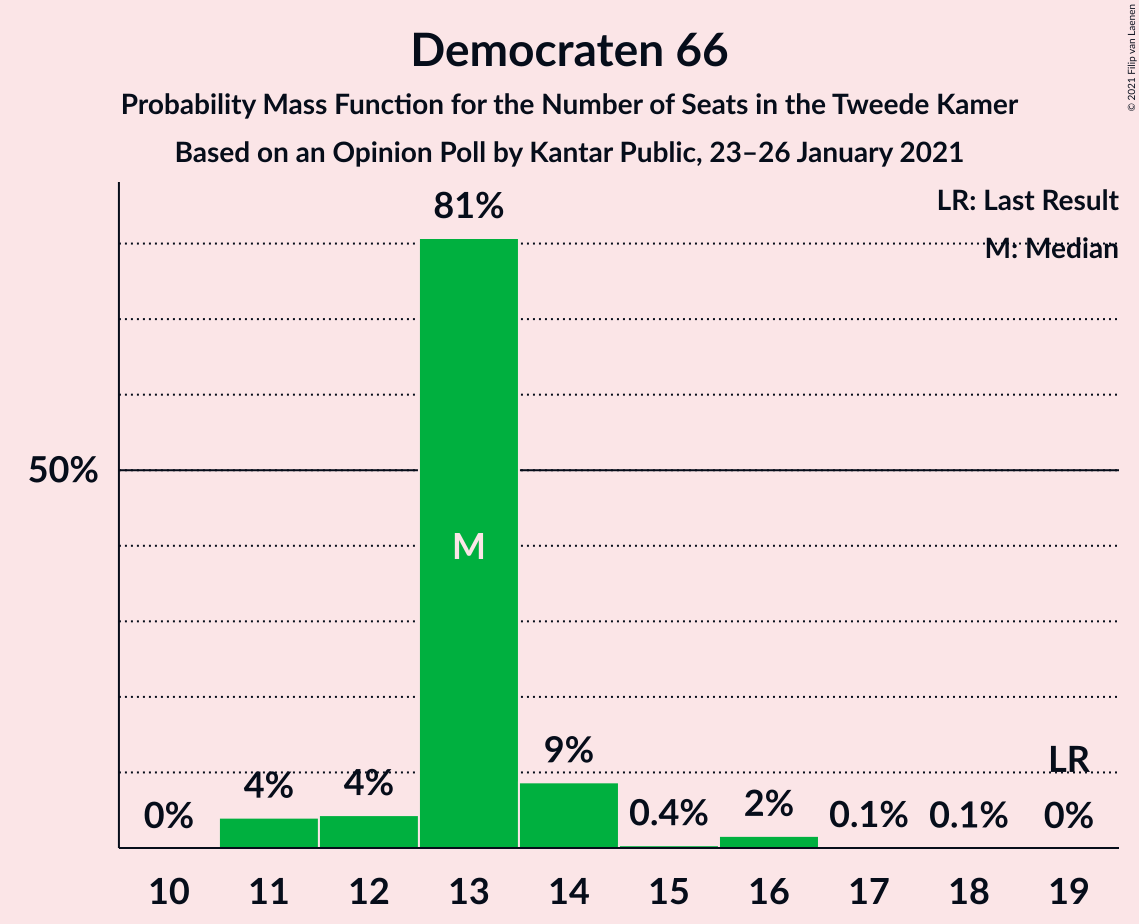 Democraten 66
Probability Mass Function for the Number of Seats in the Tweede Kamer
Based on an Opinion Poll by Kantar Public, 23–26 January 2021
© 2021 Filip van Laenen
LR: Last Result
M: Median
81%
50%
M
9%
LR
4%
4%
0%
0.4%
2%
0.1%
0.1%
0%
10 11 12 13 14 15 16 17 18 19